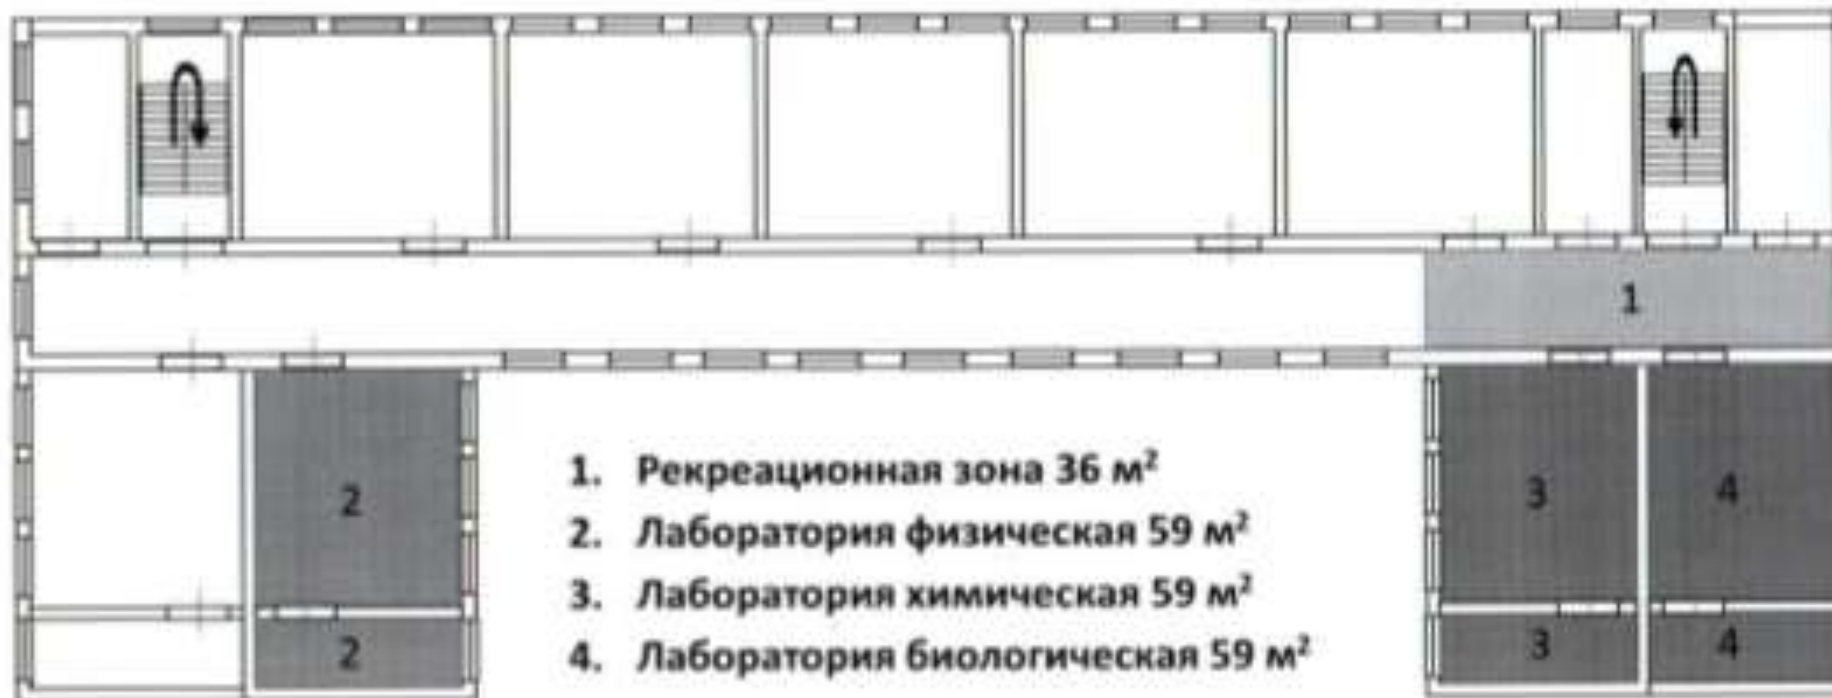 1
2
3
4
1. Рекреационная зона 36 м²
2. Лаборатория физическая 59 м²
3. Лаборатория химическая 59 м²
4. Лаборатория биологическая 59 м²
2
3
4